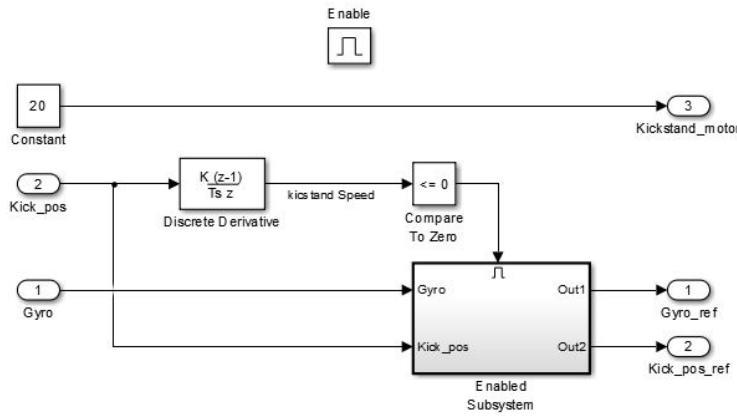 Enable
20
Constant
3
Kickstand_motor
2
Kick_pos
K (z-1)
Ts z
Discrete Derivative
kicstand Speed
<= 0
Compare
To Zero
1
Gyro
Gyro
Out1
1
Gyro_ref
Kick_pos
Out2
2
Kick_pos_ref
Enabled
Subsystem